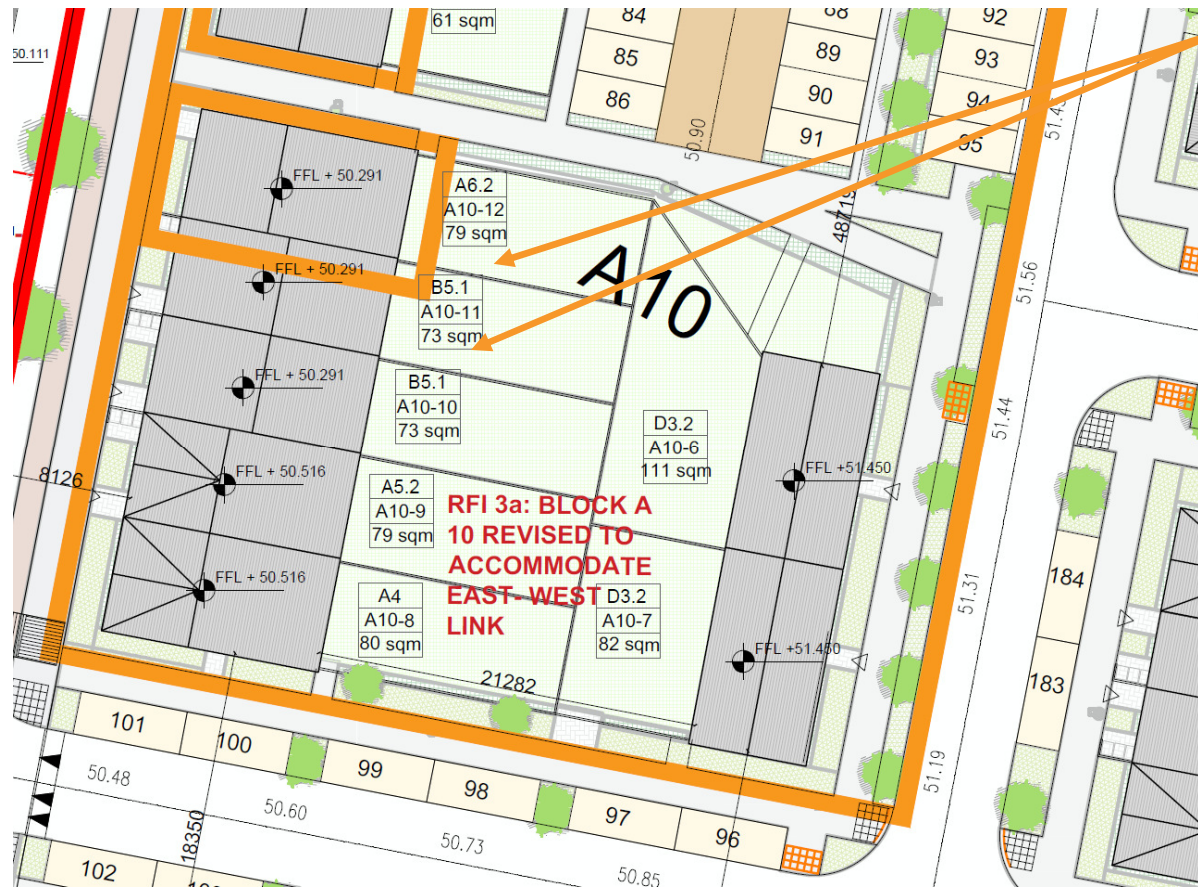 61 sqm
84
85
86
88
89
90
91
92
93
94
95
50.111
50.90
51.45
48719
FFL + 50.291
A6.2
A10-12
79 sqm
A10
FFL + 50.291
B5.1
A10-11
73 sqm
51.56
FFL + 50.291
B5.1
A10-10
73 sqm
D3.2
A10-6
111 sqm
51.44
8126
FFL + 50.516
A5.2
A10-9
79 sqm
FFL +51.450
RFI 3a: BLOCK A
10 REVISED TO
ACCOMMODATE
EAST- WEST
LINK
FFL + 50.516
A4
A10-8
80 sqm
D3.2
A10-7
82 sqm
FFL +51.450
51.31
184
183
21282
51.19
101
100
99
98
97
96
50.48
50.60
50.73
50.85
18350
102